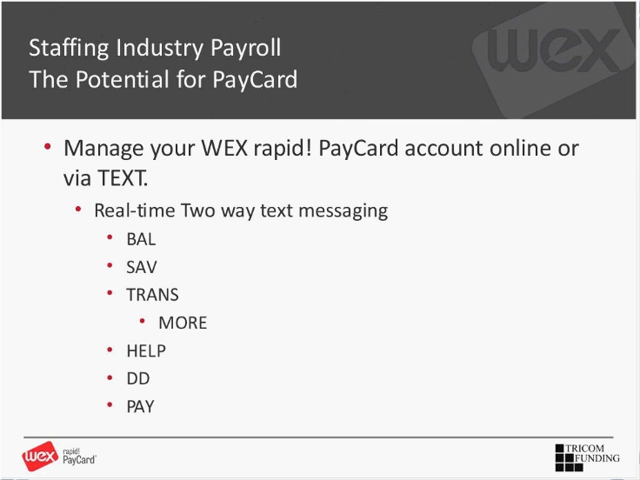 Staffing Industry Payroll
The Potential for PayCard
wex
• Manage your WEX rapid! PayCard account online or
via TEXT.
• Real-time Two way text messaging
• BAL
• SAV
• TRANS
• MORE
• HELP
• DD
• PAY
wex
rapid!
PayCard
TRICOM
FUNDING